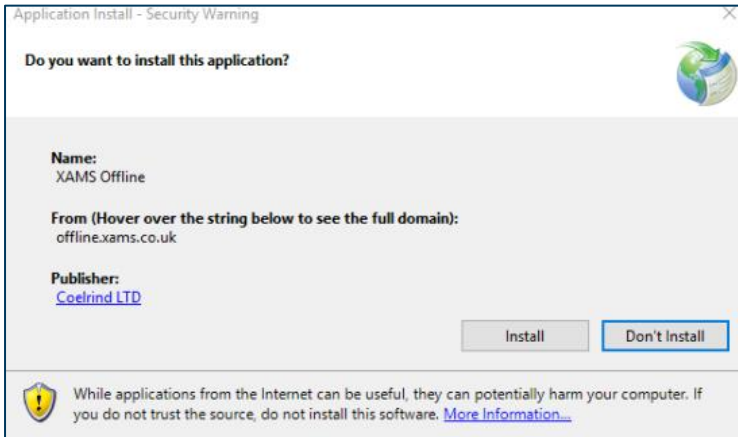 Application Install - Security Warning
Do you want to install this application?
Name:
XAMS Offline
From (Hover over the string below to see the full domain):
offline.xams.co.uk
Publisher:
Coelrind LTD
Install
Don't Install
While applications from the Internet can be useful, they can potentially harm your computer. If
you do not trust the source, do not install this software. More Information...